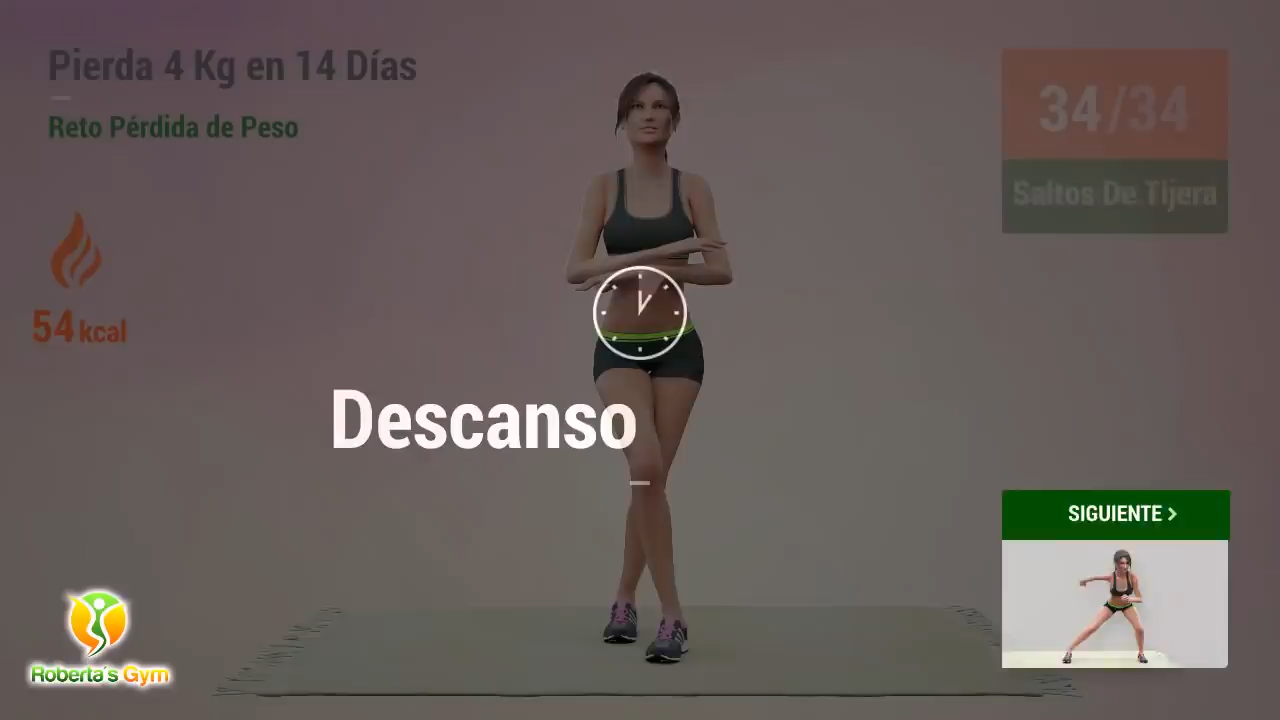 Pierda 4 Kg en 14 Días
Reto Pérdida de Peso
34/34
Saltos De Tijera
54 kcal
Descanso
SIGUIENTE >
Roberta's Gym